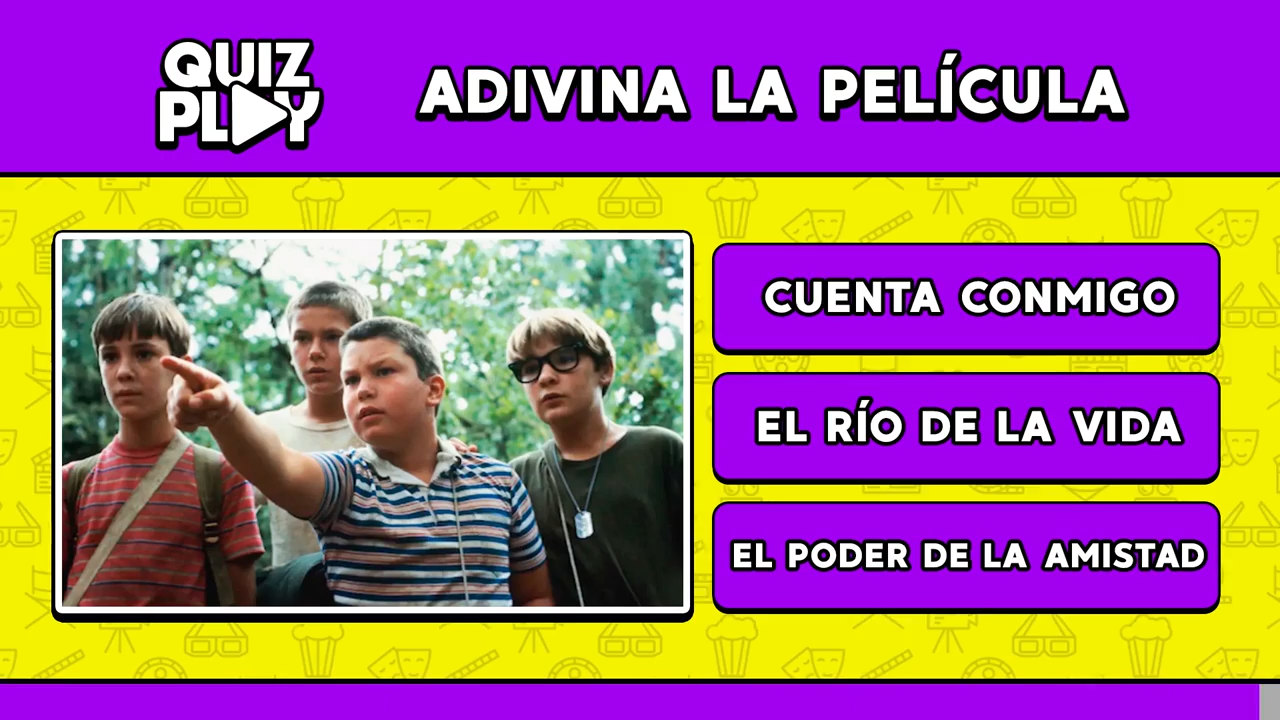 QUIZ
PLAY
ADIVINA LA PELÍCULA
CUENTA CONMIGO
EL RÍO DE LA VIDA
EL PODER DE LA AMISTAD